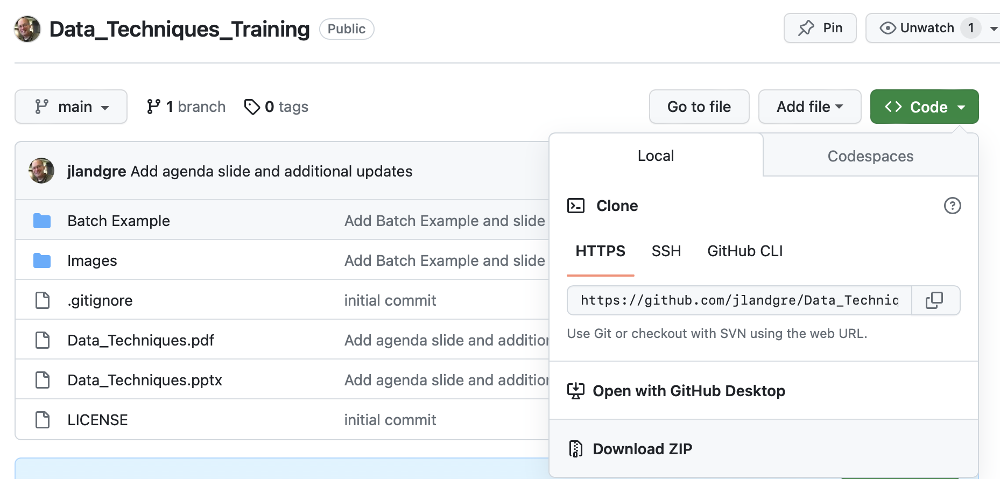 Data_Techniques_Training Public Pin Unwatch 1
main 1 branch 0 tags Go to file Add file Code
jlandgre Add agenda slide and additional updates
Batch Example Add Batch Example and slide
Images Add Batch Example and slide
.gitignore initial commit
Data_Techniques.pdf Add agenda slide and addition
Data_Techniques.pptx Add agenda slide and addition
LICENSE initial commit
Local Codespaces
Clone
HTTPS SSH GitHub CLI
https://github.com/jlandgre/Data_Techniq
Use Git or checkout with SVN using the web URL.
Open with GitHub Desktop
Download ZIP